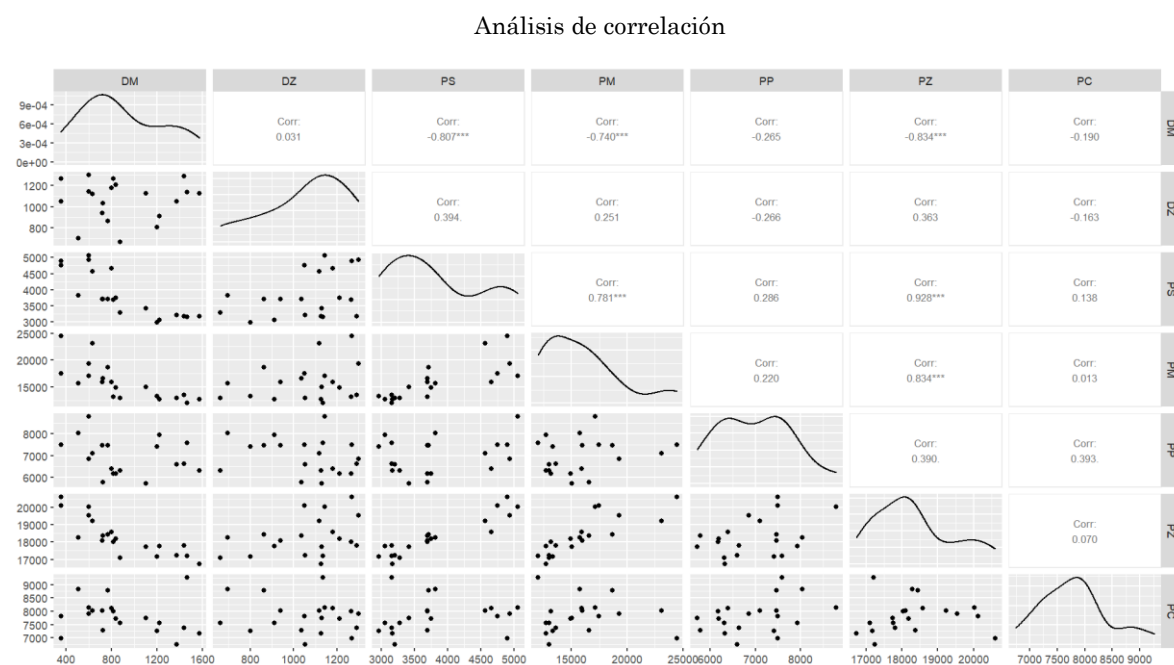 Análisis de correlación
DM DZ PS PM PP PZ PC
9e-04
6e-04
3e-04
0e+00
Corr:
0.031
Corr:
-0.807***
Corr:
-0.740***
Corr:
-0.265
Corr:
-0.834***
Corr:
-0.190
DM
1200
1000
800
Corr:
0.394.
Corr:
0.251
Corr:
-0.266
Corr:
0.363
Corr:
-0.163
DZ
5000
4500
4000
3500
3000
Corr:
0.781***
Corr:
0.286
Corr:
0.928***
Corr:
0.138
PS
25000
20000
15000
Corr:
0.220
Corr:
0.834***
Corr:
0.013
PM
8000
7000
6000
Corr:
0.390.
Corr:
0.393.
PP
20000
19000
18000
17000
Corr:
0.070
PZ
9000
8500
8000
7500
7000
PC
400 800 1200 1600
800 1000 1200
3000 3500 4000 4500 5000
15000 20000 25000
6000 7000 8000
17000 18000 19000 20000
7000 7500 8000 8500 9000